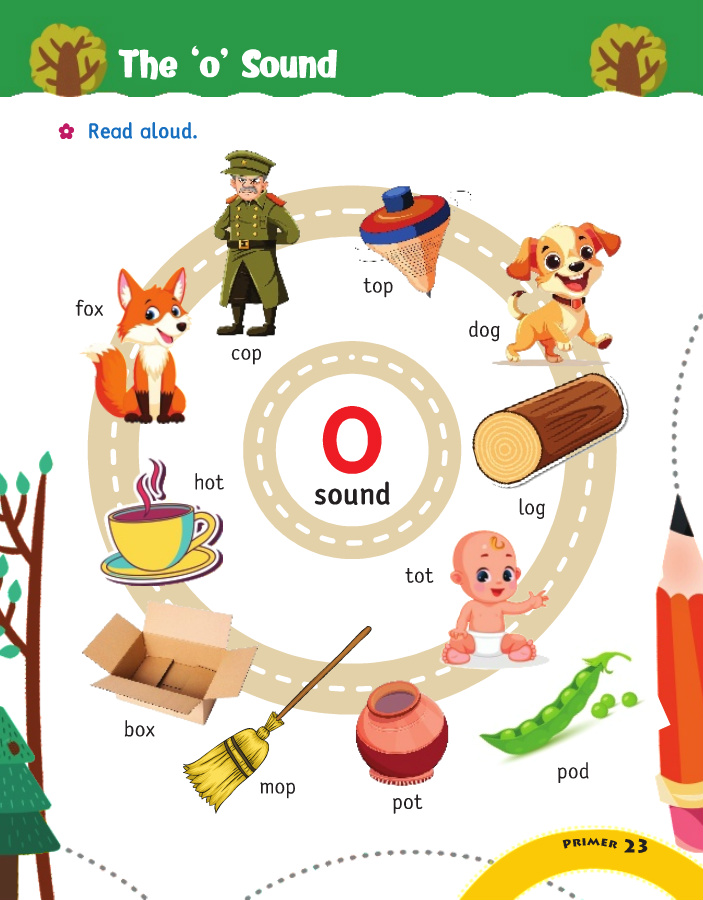 The ‘o’ Sound
Read aloud.
top
fox
dog
cop
hot
O
sound
log
tot
box
mop
pod
pot
PRIMER 23